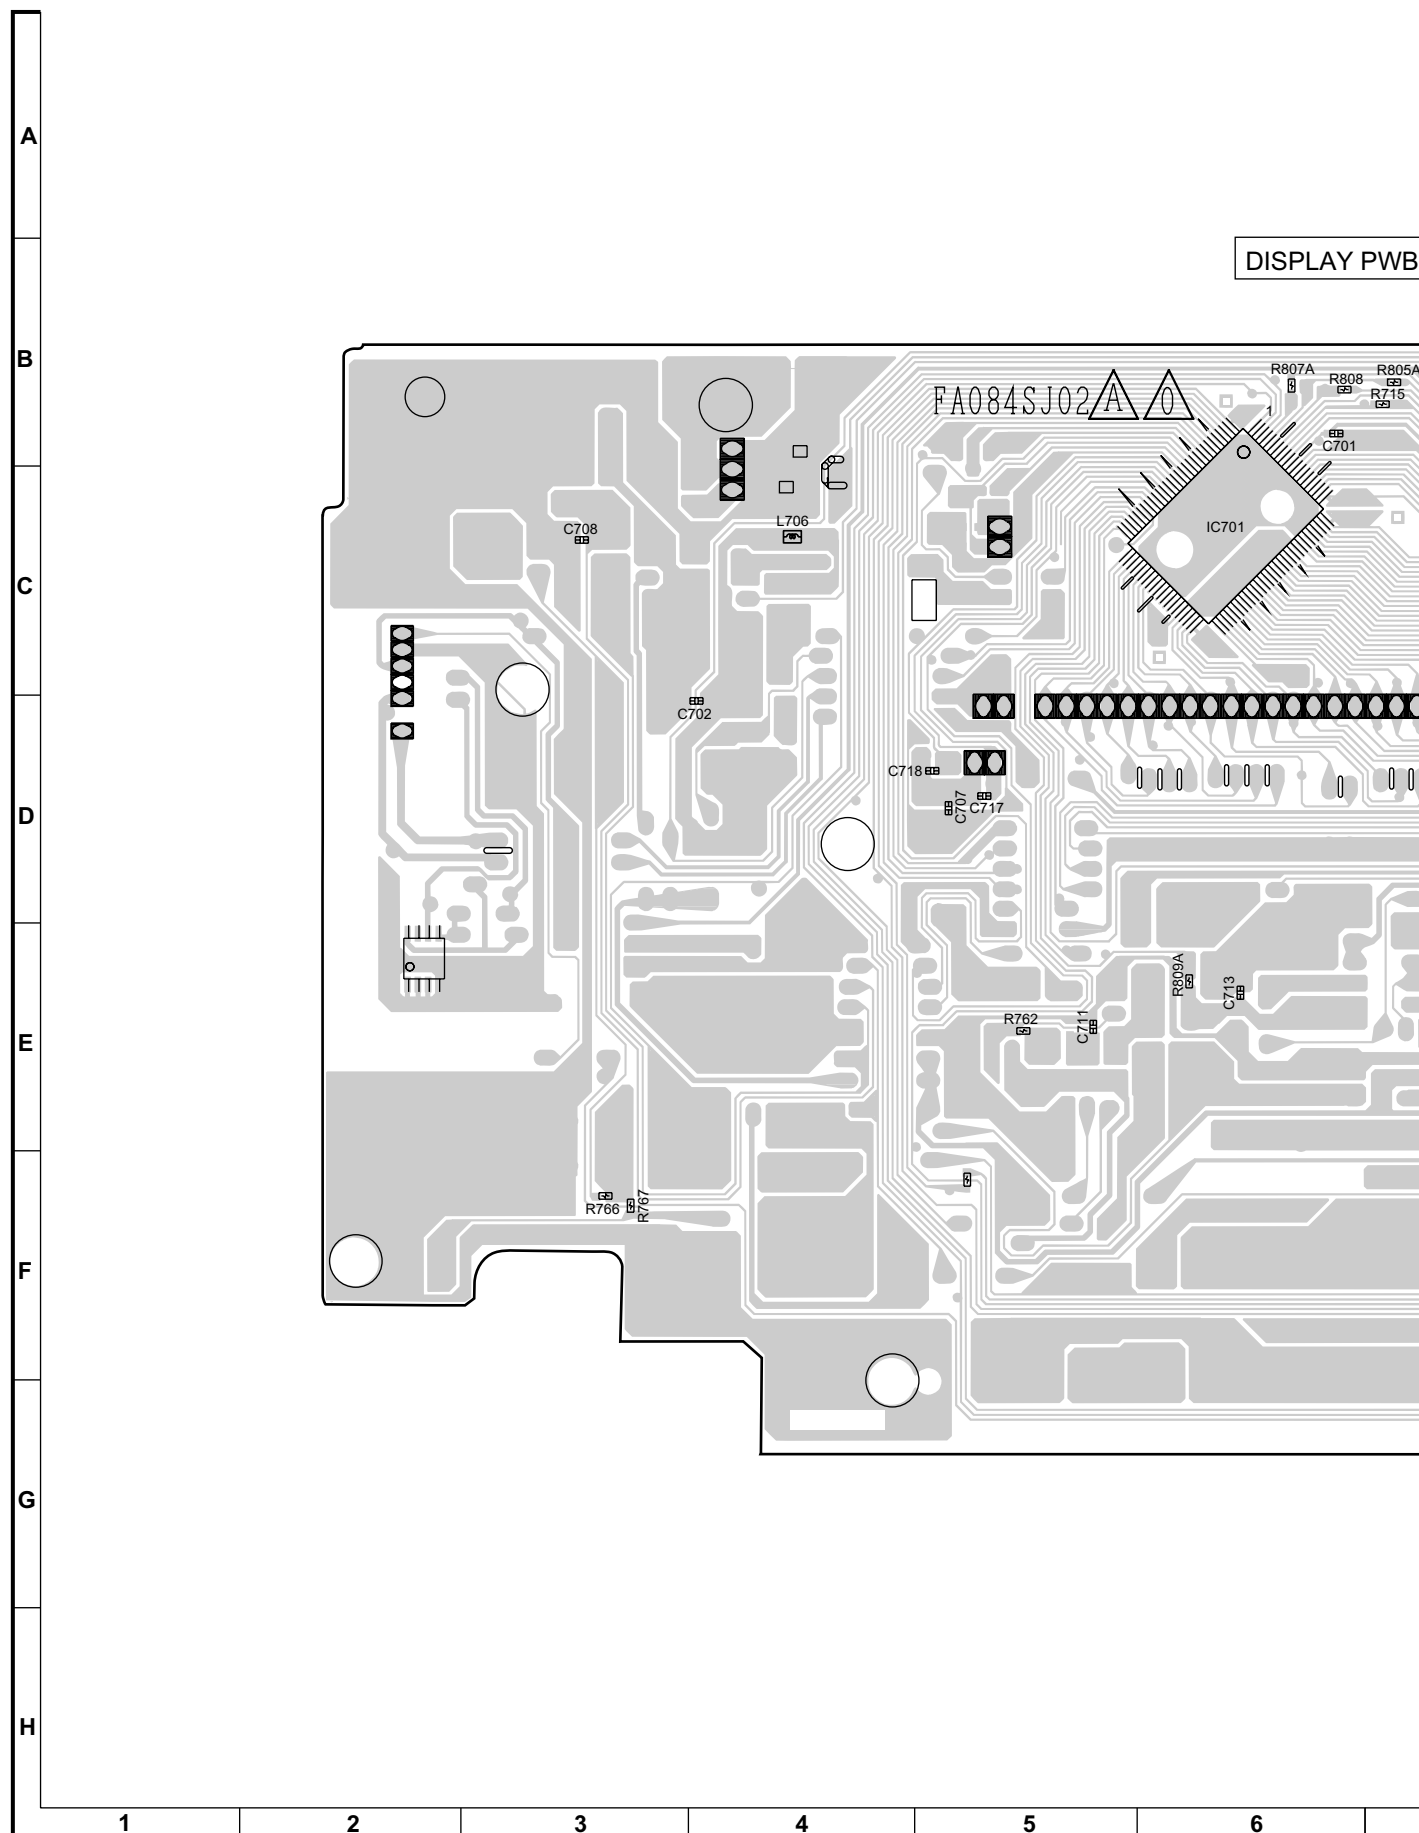 A
DISPLAY PWB
B
R807A
R808
R805A
R715
FA084SJ02 A 0
1
C701
L706
C708
IC701
C
C702
C718
C707
C717
D
R809A
C713
R762
C711
E
R766
R767
F
G
H
1 2 3 4 5 6